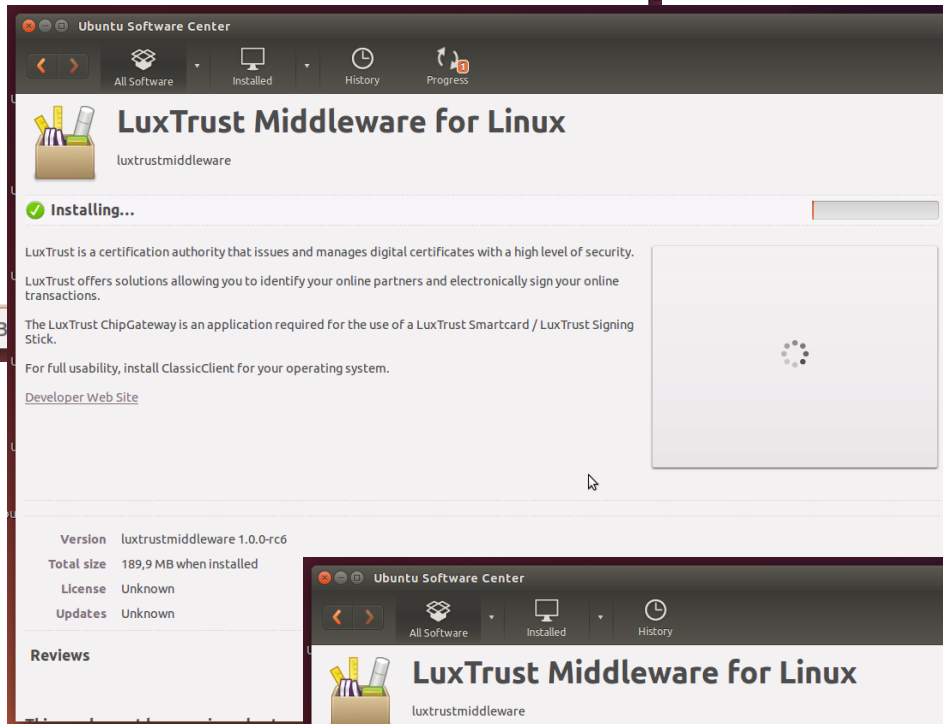 Ubuntu Software Center
All Software
Installed
History
Progress
1
LuxTrust Middleware for Linux
luxtrustmiddleware
Installing...
LuxTrust is a certification authority that issues and manages digital certificates with a high level of security.
LuxTrust offers solutions allowing you to identify your online partners and electronically sign your online
transactions.
The LuxTrust ChipGateway is an application required for the use of a LuxTrust Smartcard / LuxTrust Signing
Stick.
For full usability, install ClassicClient for your operating system.
Developer Web Site
Version luxtrustmiddleware 1.0.0-rc6
Total size 189,9 MB when installed
License Unknown
Updates Unknown
Reviews
Ubuntu Software Center
All Software
Installed
History
LuxTrust Middleware for Linux
luxtrustmiddleware